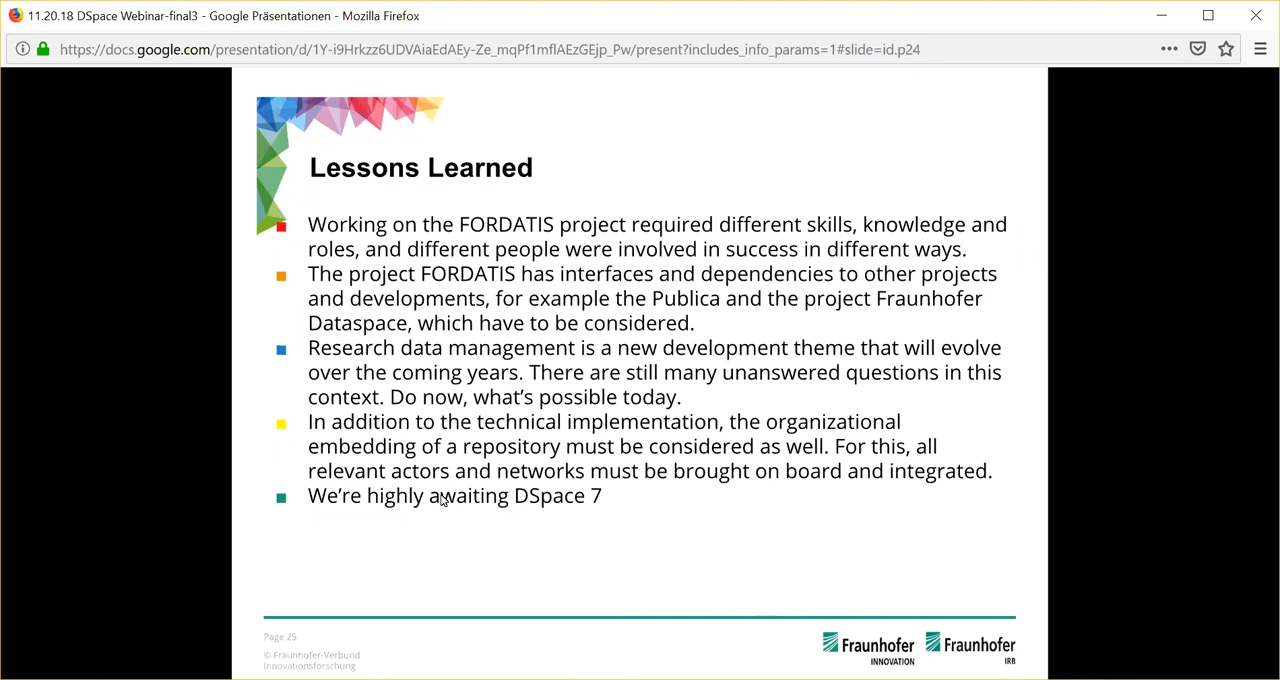 11.20.18 DSpace Webinar-final3 - Google Präsentationen - Mozilla Firefox
https://docs.google.com/presentation/d/1Y-i9Hrkzz6UDVAiaEdAEy-Ze_mqPf1mflAEzGEjp_Pw/present?includes_info_params=1#slide=id.p24
Lessons Learned
Working on the FORDATIS project required different skills, knowledge and
roles, and different people were involved in success in different ways.
The project FORDATIS has interfaces and dependencies to other projects
and developments, for example the Publica and the project Fraunhofer
Dataspace, which have to be considered.
Research data management is a new development theme that will evolve
over the coming years. There are still many unanswered questions in this
context. Do now, what’s possible today.
In addition to the technical implementation, the organizational
embedding of a repository must be considered as well. For this, all
relevant actors and networks must be brought on board and integrated.
We’re highly awaiting DSpace 7
Page 25
© Fraunhofer-Verbund
Innovationsforschung
Fraunhofer
INNOVATION
Fraunhofer
IRB